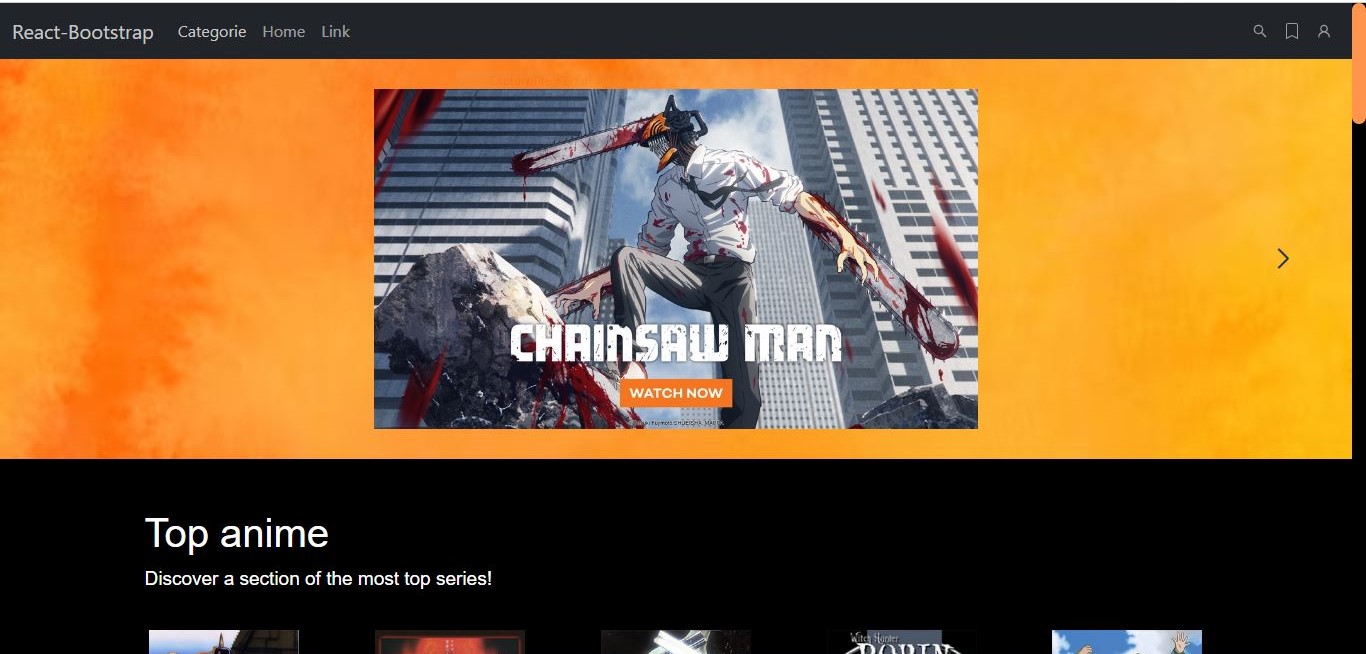 React-Bootstrap Categorie Home Link
CHAINSAW MAN
WATCH NOW
Top anime
Discover a section of the most top series!
Witch Hunter
ROBIN